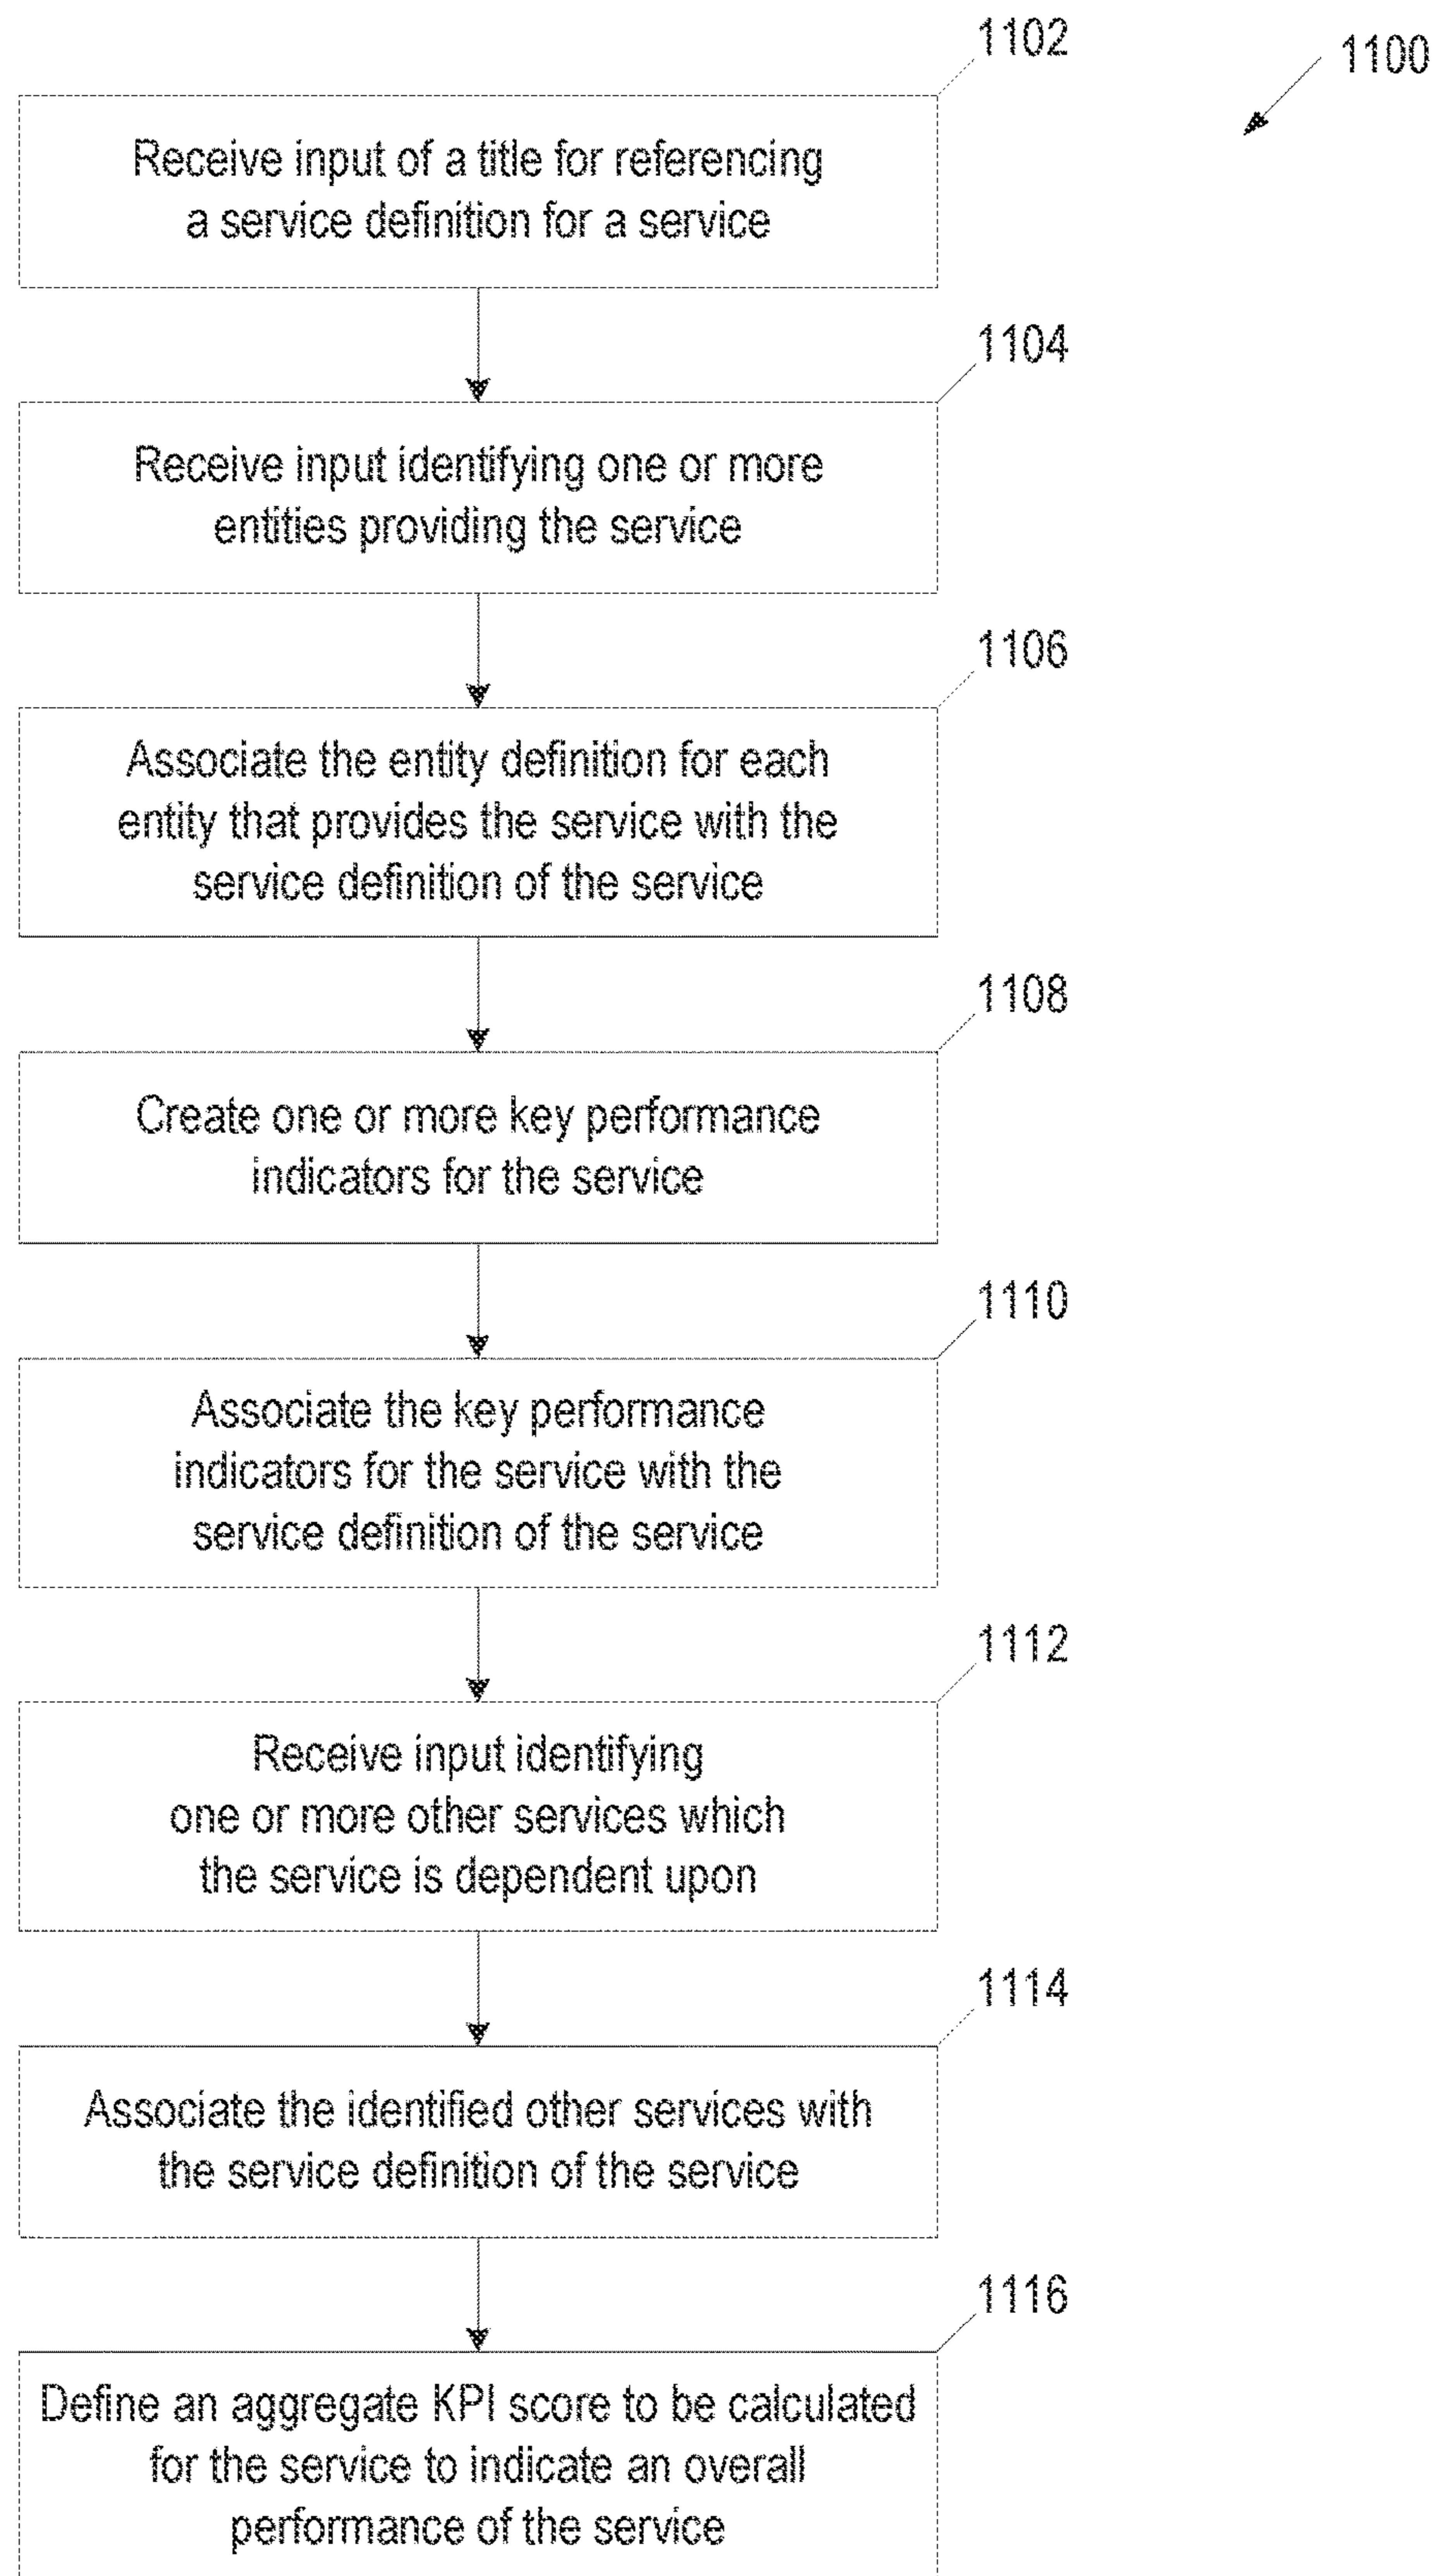 1102
1100
Receive input of a title for referencing
a service definition for a service
1104
Receive input identifying one or more
entities providing the service
1106
Associate the entity definition for each
entity that provides the service with the
service definition of the service
1108
Create one or more key performance
indicators for the service
1110
Associate the key performance
indicators for the service with the
service definition of the service
1112
Receive input identifying
one or more other services which
the service is dependent upon
1114
Associate the identified other services with
the service definition of the service
1116
Define an aggregate KPI score to be calculated
for the service to indicate an overall
performance of the service